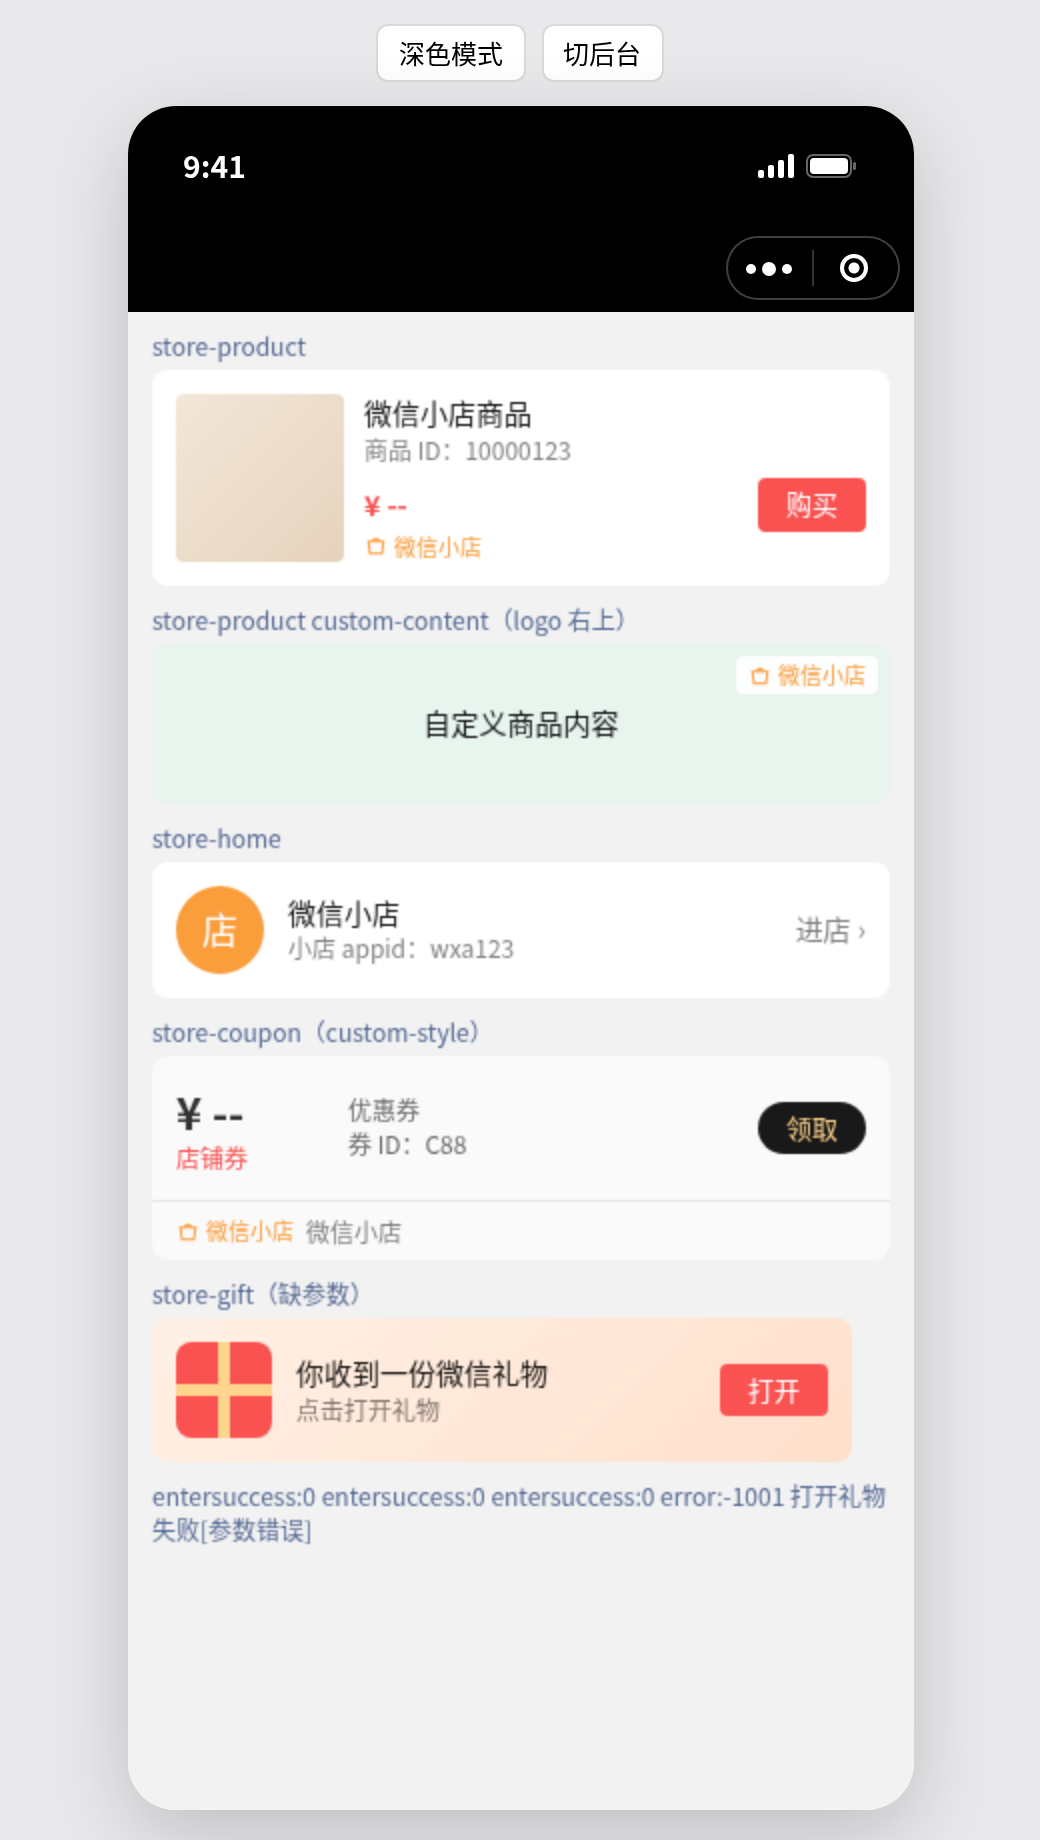 深色模式
切后台
9:41
store-product
微信小店商品
商品 ID：10000123
¥ --
购买
微信小店
store-product custom-content（logo 右上）
微信小店
自定义商品内容
store-home
店
微信小店
小店 appid：wxa123
进店 ›
store-coupon（custom-style）
¥ --
店铺券
优惠券
券 ID：C88
领取
微信小店 微信小店
store-gift（缺参数）
你收到一份微信礼物
点击打开礼物
打开
entersuccess:0 entersuccess:0 entersuccess:0 error:-1001 打开礼物
失败[参数错误]